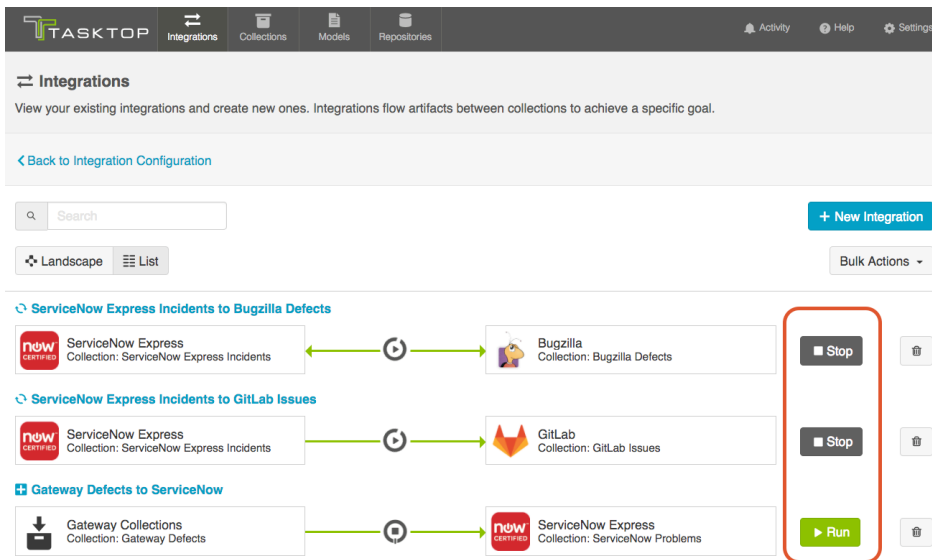 TASKTOP
Integrations
Collections
Models
Repositories
Activity
Help
Settings
Integrations
View your existing integrations and create new ones. Integrations flow artifacts between collections to achieve a specific goal.
Back to Integration Configuration
Search
+ New Integration
Landscape
List
Bulk Actions
ServiceNow Express Incidents to Bugzilla Defects
now
CERTIFIED
ServiceNow Express
Collection: ServiceNow Express Incidents
Bugzilla
Collection: Bugzilla Defects
Stop
ServiceNow Express Incidents to GitLab Issues
now
CERTIFIED
ServiceNow Express
Collection: ServiceNow Express Incidents
GitLab
Collection: GitLab Issues
Stop
Gateway Defects to ServiceNow
Gateway Collections
Collection: Gateway Defects
now
CERTIFIED
ServiceNow Express
Collection: ServiceNow Problems
Run